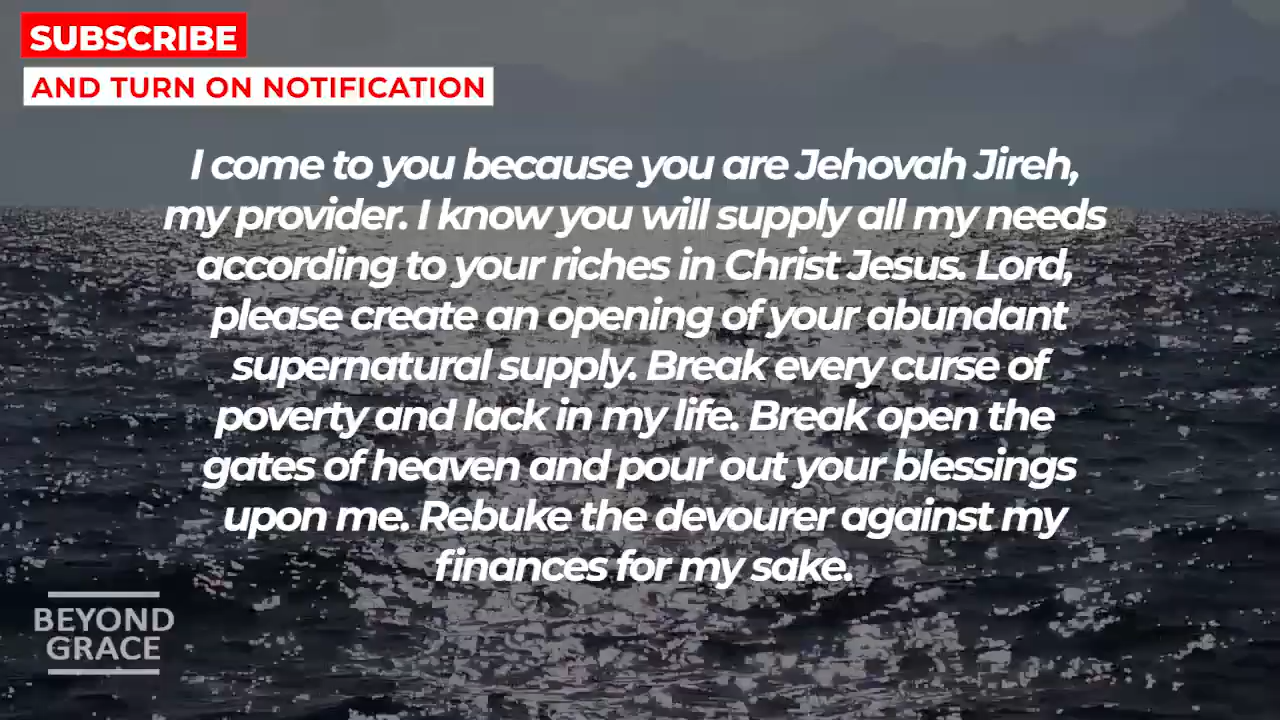 SUBSCRIBE
AND TURN ON NOTIFICATION
I come to you because you are Jehovah Jireh,
my provider. I know you will supply all my needs
according to your riches in Christ Jesus. Lord,
please create an opening of your abundant
supernatural supply. Break every curse of
poverty and lack in my life. Break open the
gates of heaven and pour out your blessings
upon me. Rebuke the devourer against my
finances for my sake.
BEYOND
GRACE